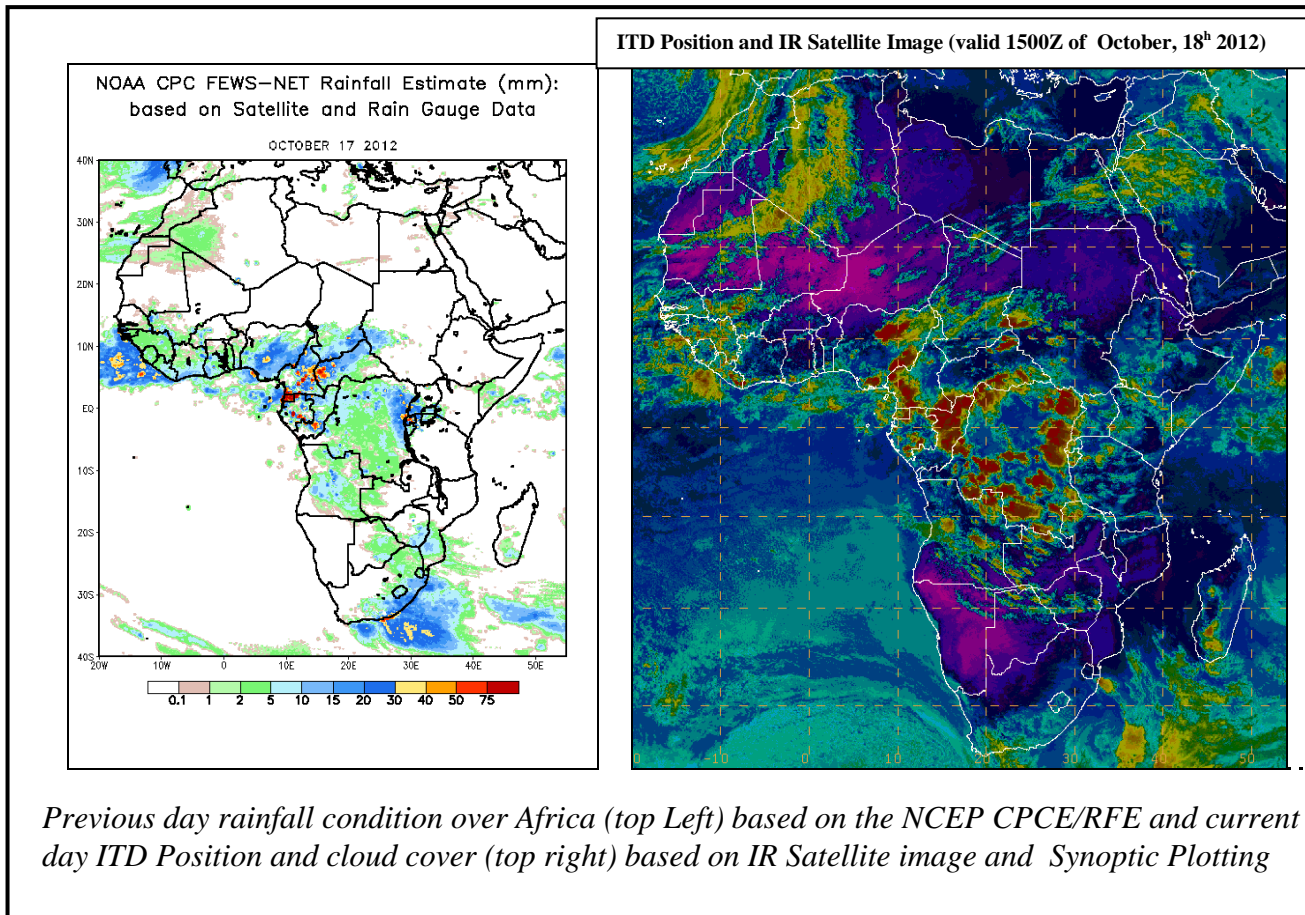 ITD Position and IR Satellite Image (valid 1500Z of October, 18h 2012)
NOAA CPC FEWS-NET Rainfall Estimate (mm):
based on Satellite and Rain Gauge Data
OCTOBER 17 2012
40N
30N
20N
10N
EQ
10S
20S
30S
40S
20W 10W 0 10E 20E 30E 40E 50E
0.1 1 2 5 10 15 20 30 40 50 75
0 -10 0 10 20 30 40 50
Previous day rainfall condition over Africa (top Left) based on the NCEP CPCE/RFE and current
day ITD Position and cloud cover (top right) based on IR Satellite image and Synoptic Plotting